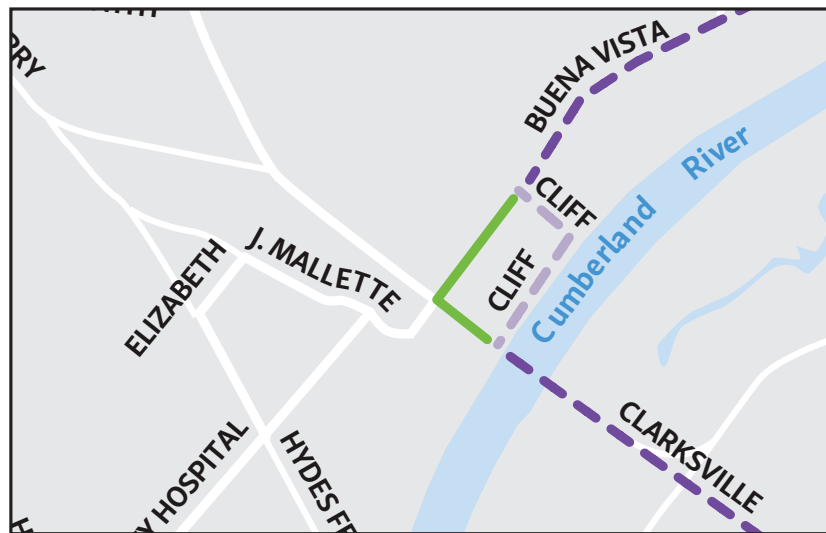 BUENA VISTA
River
CLIFF
Cumberland
CLIFF
J. MALLETTE
ELIZABETH
CLARKSVILLE
HOSPITAL
HYDES